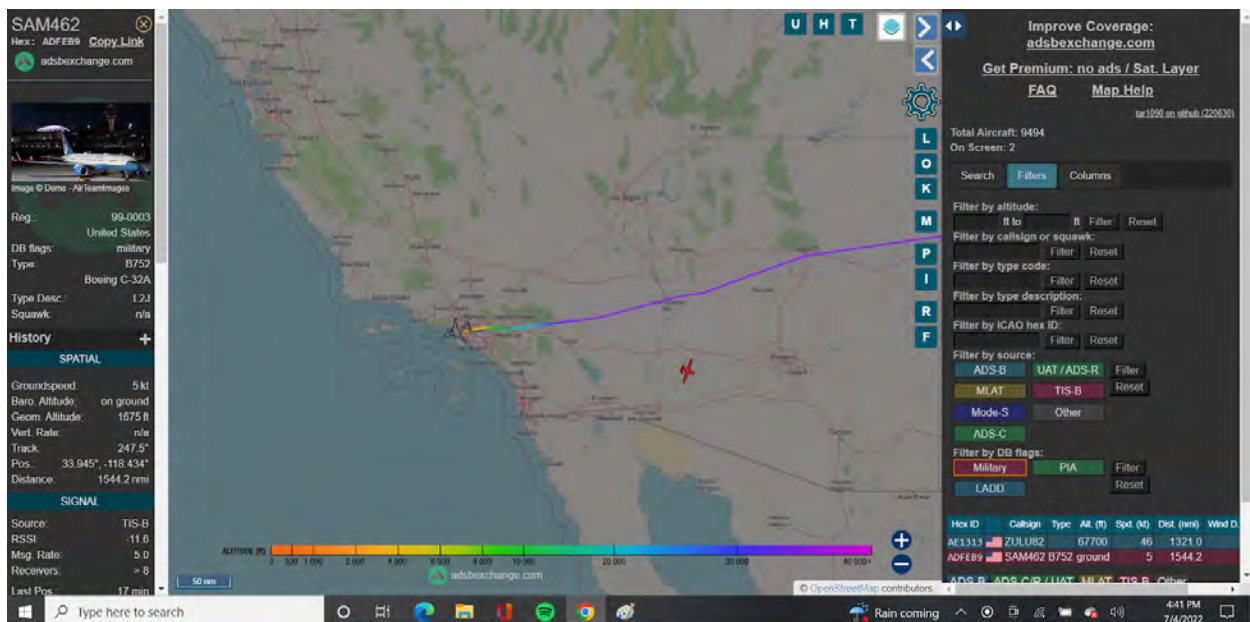 SAM462
Hex: ADFEB9 Copy Link
adsbexchange.com
Image © Demo - AirTeamImages
Reg.: 99-0003
United States
DB flags: military
Type: B752
Boeing C-32A
Type Desc.: L2J
Squawk: n/a
History +
SPATIAL
Groundspeed: 5 kt
Baro. Altitude: on ground
Geom. Altitude: 1675 ft
Vert. Rate: n/a
Track: 247.5°
Pos.: 33.945°, -118.434°
Distance: 1544.2 nmi
SIGNAL
Source: TIS-B
RSSI: -11.6
Msg. Rate: 5.0
Receivers: > 8
Last Pos.: 17 min
U H T
L
O
K
M
P
I
R
F
ALTITUDE (ft)
0 500 1 000 2 000 4 000 6 000 8 000 10 000 20 000 30 000 40 000+
adsbexchange.com
50 nm
© OpenStreetMap contributors.
Improve Coverage:
adsbexchange.com
Get Premium: no ads / Sat. Layer
FAQ Map Help
tar1090 on github (220630)
Total Aircraft: 9494
On Screen: 2
Search Filters Columns
Filter by altitude:
ft to ft Filter Reset
Filter by callsign or squawk:
Filter Reset
Filter by type code:
Filter Reset
Filter by type description:
Filter Reset
Filter by ICAO hex ID:
Filter Reset
Filter by source:
ADS-B UAT / ADS-R Filter
MLAT TIS-B Reset
Mode-S Other
ADS-C
Filter by DB flags:
Military PIA Filter
LADD Reset
Hex ID Callsign Type Alt. (ft) Spd. (kt) Dist. (nmi) Wind D.
AE1313 ZULU82 67700 46 1321.0
ADFEB9 SAM462 B752 ground 5 1544.2
ADS-B ADS-C/R / UAT MLAT TIS-B Other
Type here to search
Rain coming
4:41 PM
7/4/2022